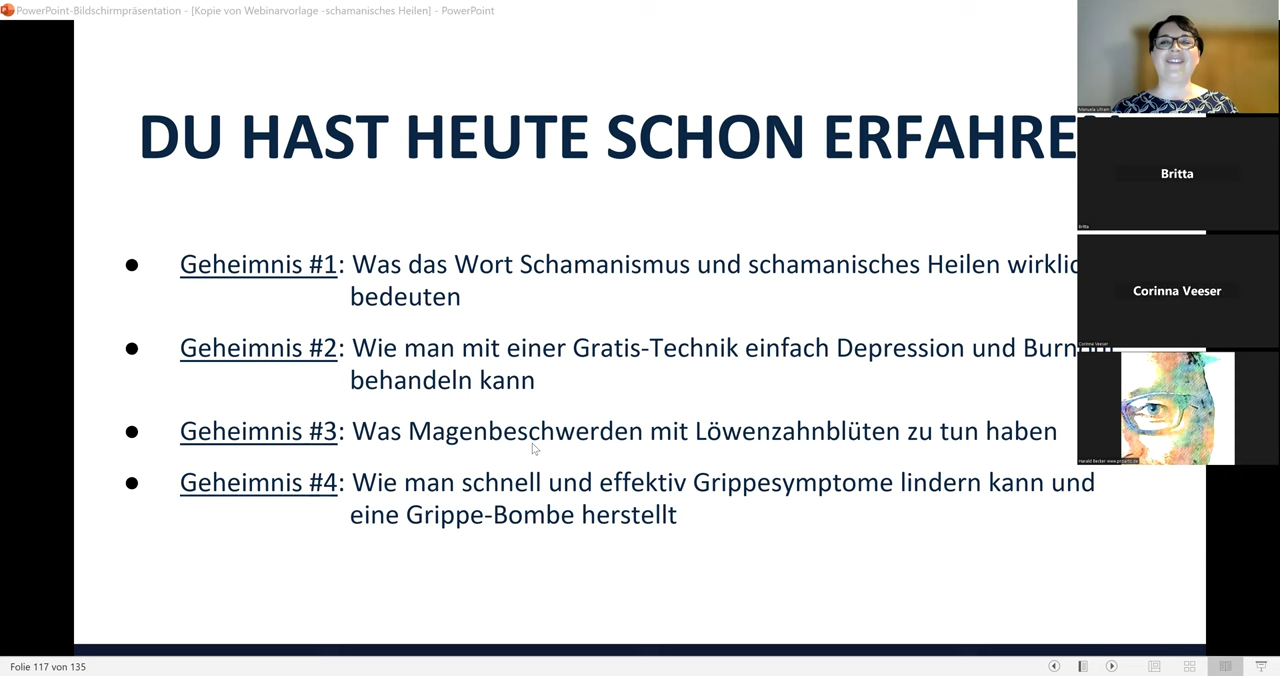 PowerPoint-Bildschirmpräsentation - [Kopie von Webinarvorlage -schamanisches Heilen] - PowerPoint
DU HAST HEUTE SCHON ERFAHRE
Geheimnis #1: Was das Wort Schamanismus und schamanisches Heilen wirklic
bedeuten
Geheimnis #2: Wie man mit einer Gratis-Technik einfach Depression und Burn
behandeln kann
Geheimnis #3: Was Magenbeschwerden mit Löwenzahnblüten zu tun haben
Geheimnis #4: Wie man schnell und effektiv Grippesymptome lindern kann und
eine Grippe-Bombe herstellt
Britta
Britta
Corinna Veeser
Corinna Veeser
Folie 117 von 135